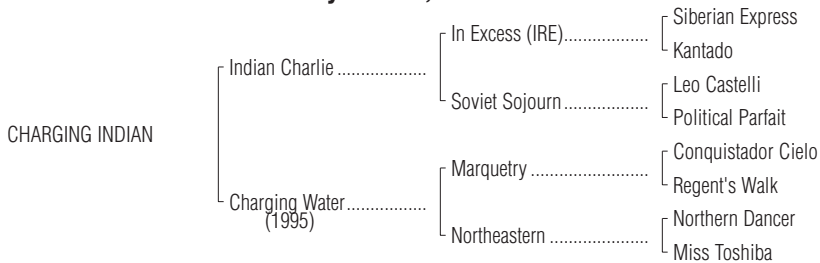 Siberian Express
In Excess (IRE)...................
Kantado
Indian Charlie ....................
Leo Castelli
Soviet Sojourn...................
Political Parfait
CHARGING INDIAN
Conquistador Cielo
Marquetry ..........................
Regent's Walk
Charging Water..................
(1995)
Northern Dancer
Northeastern ......................
Miss Toshiba